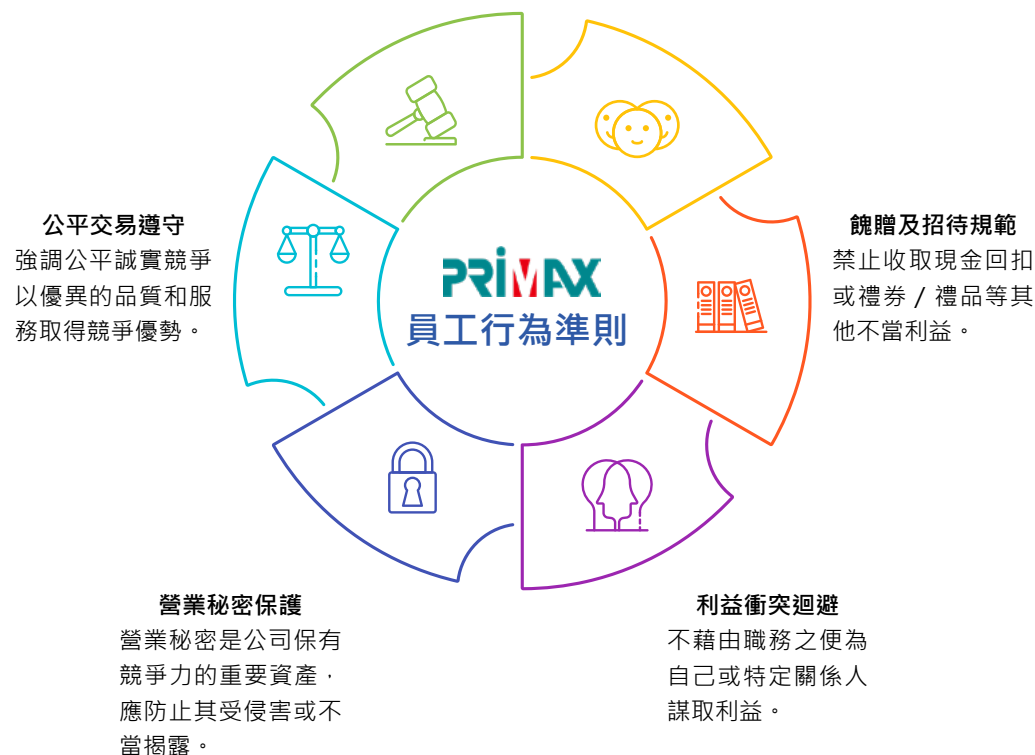 PRIMAX
員工行為準則
公平交易遵守
強調公平誠實競爭
以優異的品質和服
務取得競爭優勢。
餽贈及招待規範
禁止收取現金回扣
或禮券 / 禮品等其
他不當利益。
營業秘密保護
營業秘密是公司保有
競爭力的重要資產，
應防止其受侵害或不
當揭露。
利益衝突迴避
不藉由職務之便為
自己或特定關係人
謀取利益。